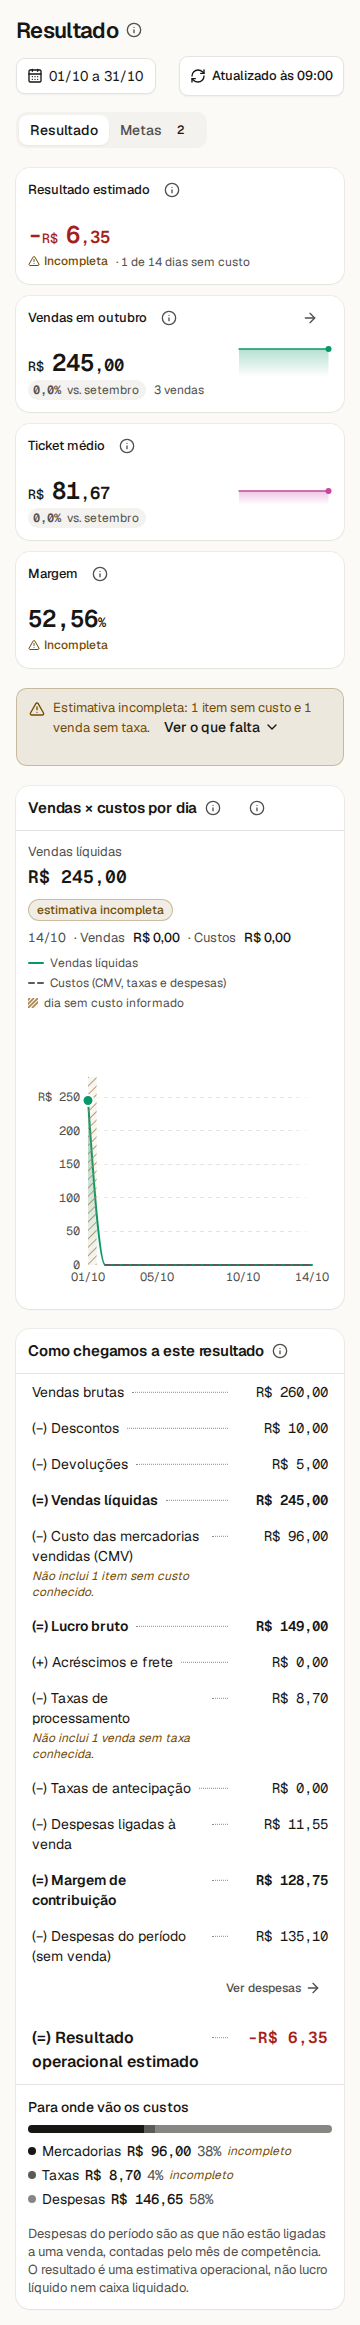 Resultado
01/10 a 31/10
Atualizado às 09:00
Resultado
Metas 2
Resultado estimado
-R$ 6,35
Incompleta · 1 de 14 dias sem custo
Vendas em outubro
R$ 245,00
0,0% vs. setembro 3 vendas
Ticket médio
R$ 81,67
0,0% vs. setembro
Margem
52,56%
Incompleta
Estimativa incompleta: 1 item sem custo e 1
venda sem taxa. Ver o que falta
Vendas × custos por dia
Vendas líquidas
R$ 245,00
estimativa incompleta
14/10 · Vendas R$ 0,00 · Custos R$ 0,00
Vendas líquidas
Custos (CMV, taxas e despesas)
dia sem custo informado
R$ 250
200
150
100
50
0
01/10 05/10 10/10 14/10
Como chegamos a este resultado
Vendas brutas R$ 260,00
(−) Descontos R$ 10,00
(−) Devoluções R$ 5,00
(=) Vendas líquidas R$ 245,00
(−) Custo das mercadorias R$ 96,00
vendidas (CMV)
Não inclui 1 item sem custo
conhecido.
(=) Lucro bruto R$ 149,00
(+) Acréscimos e frete R$ 0,00
(−) Taxas de R$ 8,70
processamento
Não inclui 1 venda sem taxa
conhecida.
(−) Taxas de antecipação R$ 0,00
(−) Despesas ligadas à R$ 11,55
venda
(=) Margem de R$ 128,75
contribuição
(−) Despesas do período R$ 135,10
(sem venda)
Ver despesas
(=) Resultado -R$ 6,35
operacional estimado
Para onde vão os custos
Mercadorias R$ 96,00 38% incompleto
Taxas R$ 8,70 4% incompleto
Despesas R$ 146,65 58%
Despesas do período são as que não estão ligadas
a uma venda, contadas pelo mês de competência.
O resultado é uma estimativa operacional, não lucro
líquido nem caixa liquidado.